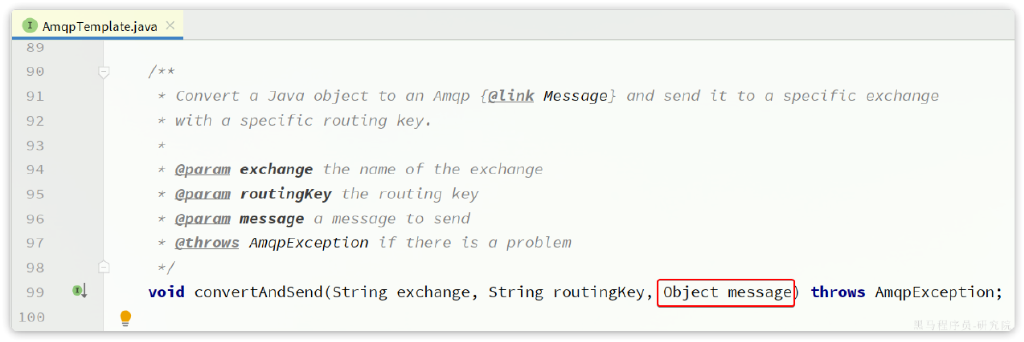 AmqpTemplate.java
89
90 /**
91 * Convert a Java object to an Amqp {@link Message} and send it to a specific exchange
92 * with a specific routing key.
93 *
94 * @param exchange the name of the exchange
95 * @param routingKey the routing key
96 * @param message a message to send
97 * @throws AmqpException if there is a problem
98 */
99 void convertAndSend(String exchange, String routingKey, Object message) throws AmqpException;
100
黑马程序员-研究院